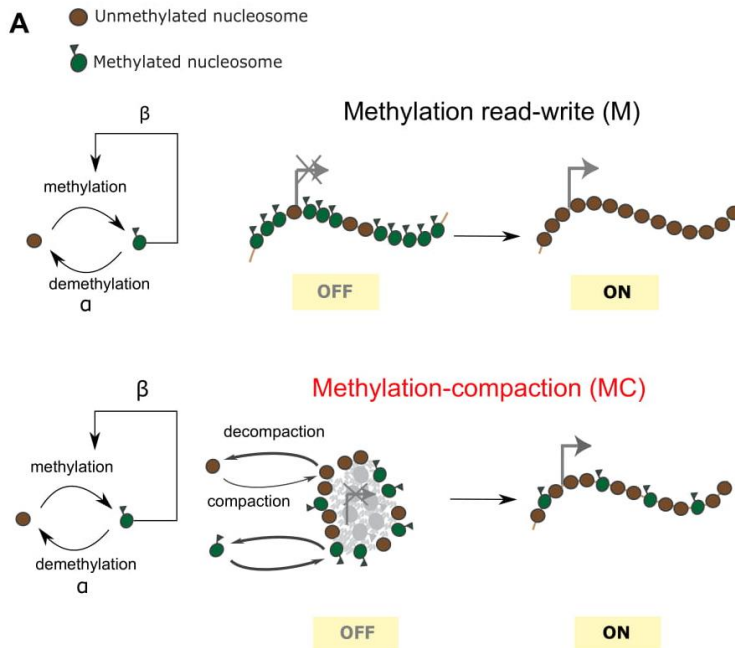 A
Unmethylated nucleosome
Methylated nucleosome
Methylation read-write (M)
β
methylation
demethylation
α
OFF
ON
Methylation-compaction (MC)
β
methylation
demethylation
α
decompaction
compaction
OFF
ON